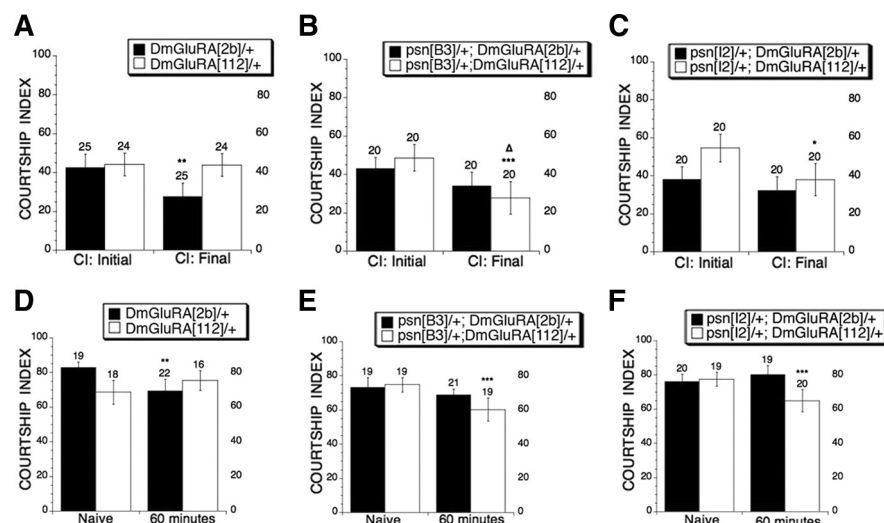 A
DmGluRA[2b]/+
DmGluRA[112]/+
COURTSHIP INDEX
100
80
60
40
20
0
80
60
40
20
0
25
24
**
25
24
CI: Initial
CI: Final
B
psn[B3]/+; DmGluRA[2b]/+
psn[B3]/+;DmGluRA[112]/+
COURTSHIP INDEX
100
80
60
40
20
0
80
60
40
20
0
20
20
20
Δ
***
20
CI: Initial
CI: Final
C
psn[I2]/+; DmGluRA[2b]/+
psn[I2]/+; DmGluRA[112]/+
COURTSHIP INDEX
100
80
60
40
20
0
80
60
40
20
0
20
20
20
*
20
CI: Initial
CI: Final
D
DmGluRA[2b]/+
DmGluRA[112]/+
COURTSHIP INDEX
100
80
60
40
20
0
80
60
40
20
0
19
18
**
22
16
Naive
60 minutes
E
psn[B3]/+; DmGluRA[2b]/+
psn[B3]/+;DmGluRA[112]/+
COURTSHIP INDEX
100
80
60
40
20
0
80
60
40
20
0
19
19
21
***
19
Naive
60 minutes
F
psn[I2]/+; DmGluRA[2b]/+
psn[I2]/+; DmGluRA[112]/+
COURTSHIP INDEX
100
80
60
40
20
0
80
60
40
20
0
20
19
19
***
20
Naive
60 minutes